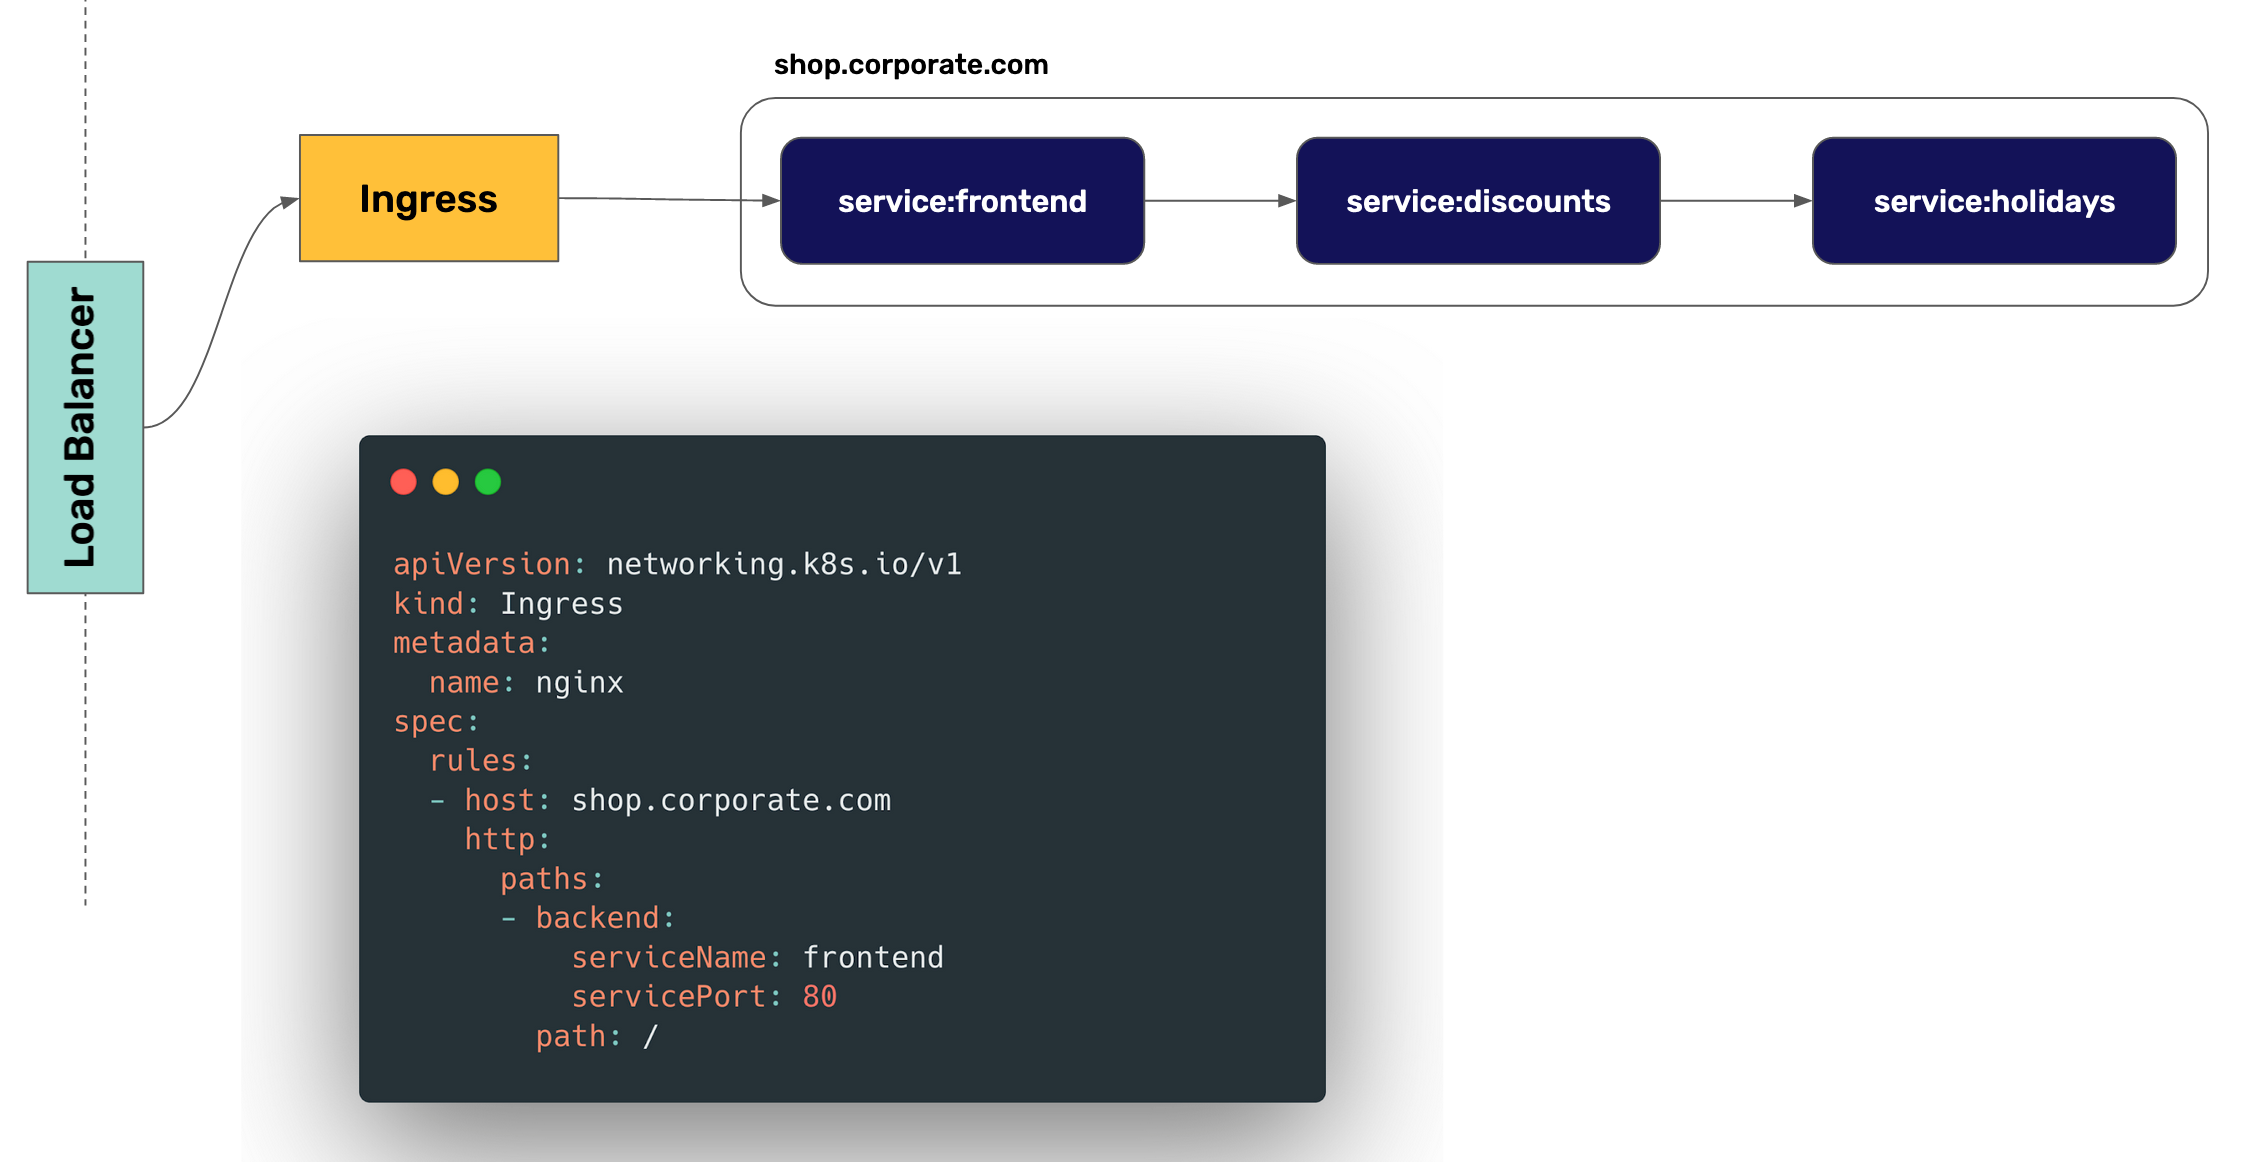 shop.corporate.com
Load Balancer
Ingress
service:frontend
service:discounts
service:holidays
apiVersion: networking.k8s.io/v1
kind: Ingress
metadata:
  name: nginx
spec:
  rules:
  - host: shop.corporate.com
    http:
      paths:
      - backend:
          serviceName: frontend
          servicePort: 80
        path: /